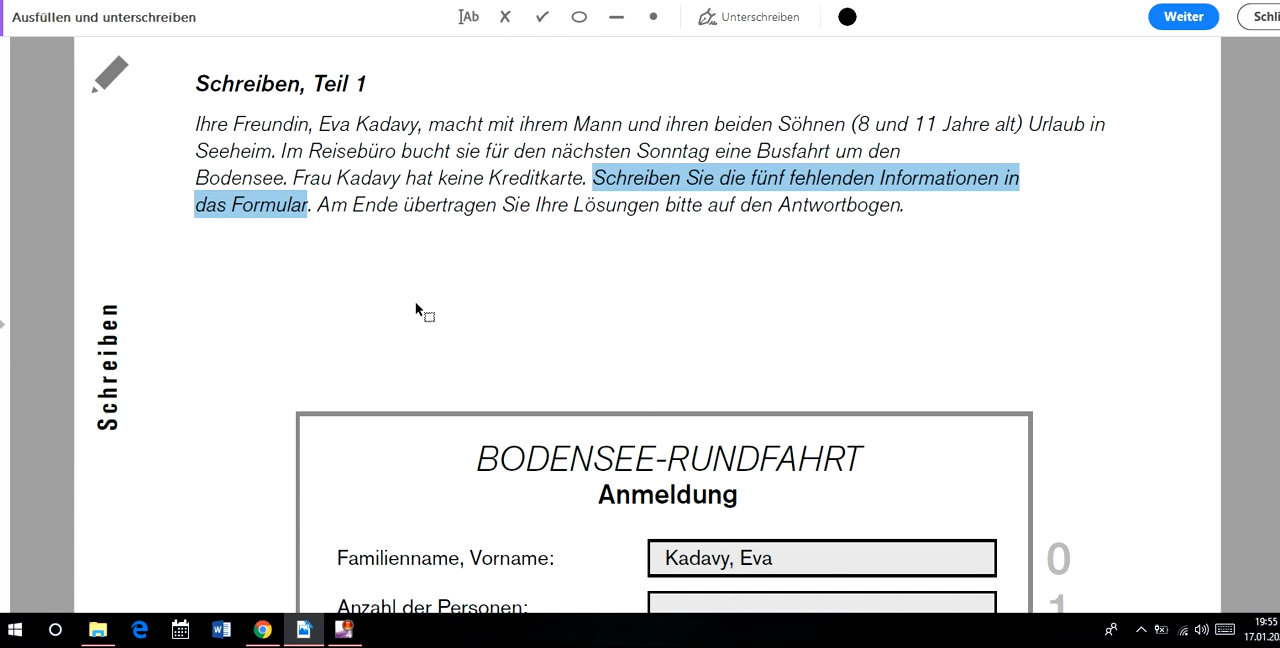 Ausfüllen und unterschreiben
Ab
Unterschreiben
Weiter
Schli
Schreiben, Teil 1
Ihre Freundin, Eva Kadavy, macht mit ihrem Mann und ihren beiden Söhnen (8 und 11 Jahre alt) Urlaub in
Seeheim. Im Reisebüro bucht sie für den nächsten Sonntag eine Busfahrt um den
Bodensee. Frau Kadavy hat keine Kreditkarte. Schreiben Sie die fünf fehlenden Informationen in
das Formular. Am Ende übertragen Sie Ihre Lösungen bitte auf den Antwortbogen.
Schreiben
BODENSEE-RUNDFAHRT
Anmeldung
Familienname, Vorname:
Kadavy, Eva
0
Anzahl der Personen:
1
19:55
17.01.20